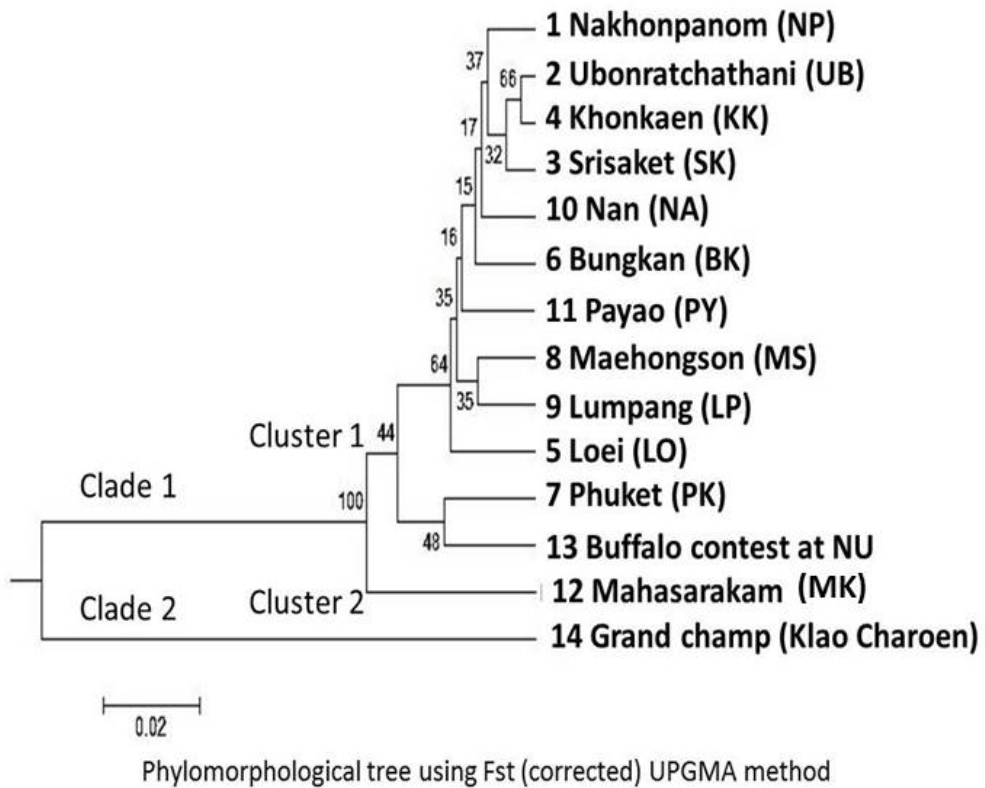 1 Nakhonpanom (NP)
37
66
2 Ubonratchathani (UB)
4 Khonkaen (KK)
17
32
3 Srisaket (SK)
15
10 Nan (NA)
16
6 Bungkan (BK)
35
11 Payao (PY)
64
8 Maehongson (MS)
35
9 Lumpang (LP)
Cluster 1
44
5 Loei (LO)
Clade 1
100
7 Phuket (PK)
48
13 Buffalo contest at NU
12 Mahasarakam (MK)
Clade 2
Cluster 2
14 Grand champ (Klao Charoen)
0.02
Phylomorphological tree using Fst (corrected) UPGMA method